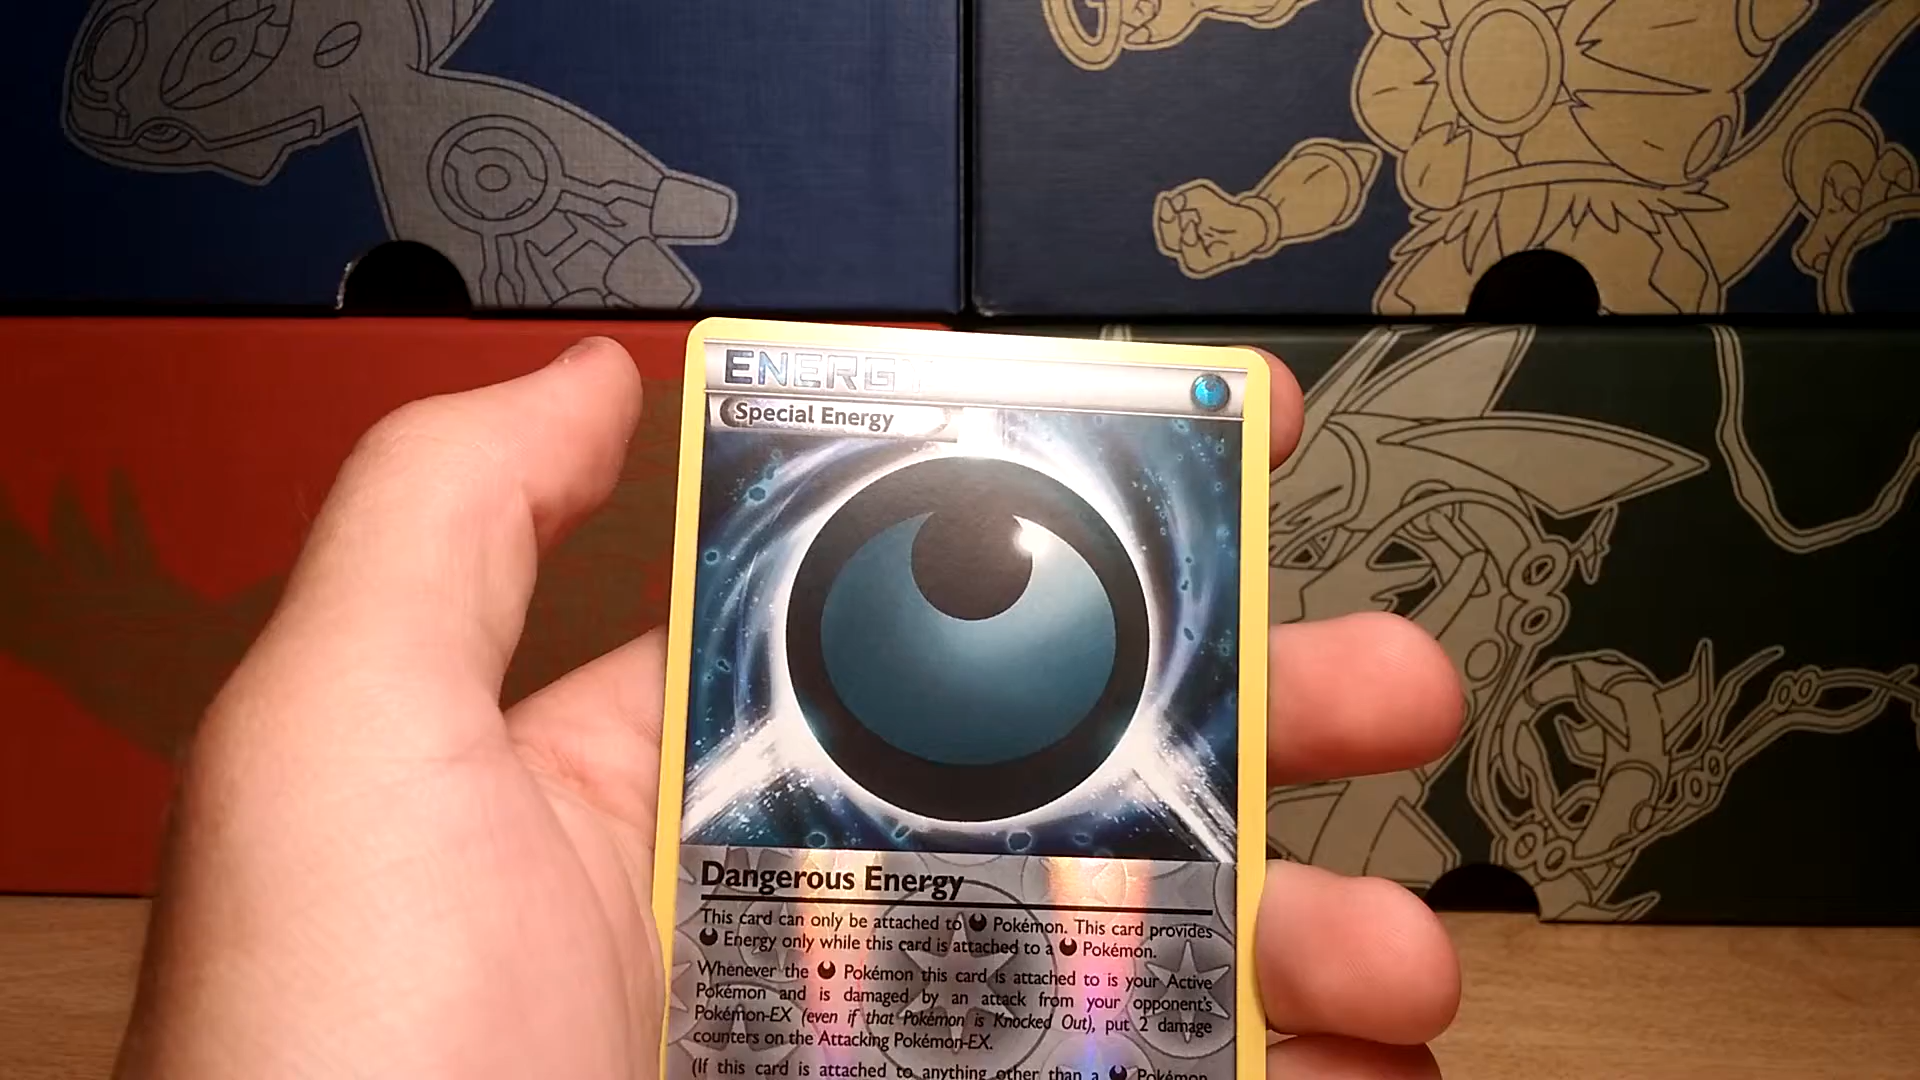 ENERGY
Special Energy
Dangerous Energy
This card can only be attached to Pokémon. This card provides
Energy only while this card is attached to a Pokémon.
Whenever the Pokémon this card is attached to is your Active
Pokémon and is damaged by an attack from your opponent's
Pokémon-EX (even if that Pokémon is Knocked Out), put 2 damage
counters on the Attacking Pokémon-EX.
(If this card is attached to anything other than a Pokémon,